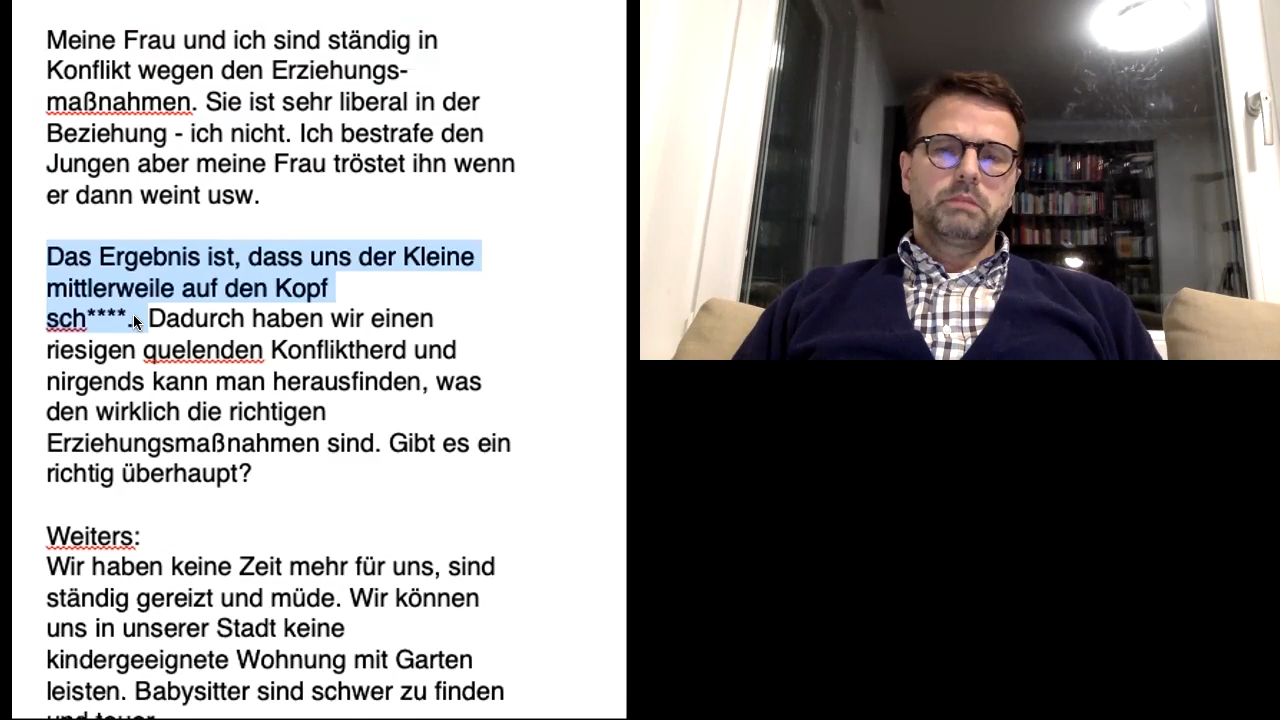 Meine Frau und ich sind ständig in
Konflikt wegen den Erziehungs-
maßnahmen. Sie ist sehr liberal in der
Beziehung - ich nicht. Ich bestrafe den
Jungen aber meine Frau tröstet ihn wenn
er dann weint usw.
Das Ergebnis ist, dass uns der Kleine
mittlerweile auf den Kopf
sch****. Dadurch haben wir einen
riesigen quelenden Konfliktherd und
nirgends kann man herausfinden, was
den wirklich die richtigen
Erziehungsmaßnahmen sind. Gibt es ein
richtig überhaupt?
Weiters:
Wir haben keine Zeit mehr für uns, sind
ständig gereizt und müde. Wir können
uns in unserer Stadt keine
kindergeeignete Wohnung mit Garten
leisten. Babysitter sind schwer zu finden
und teuer